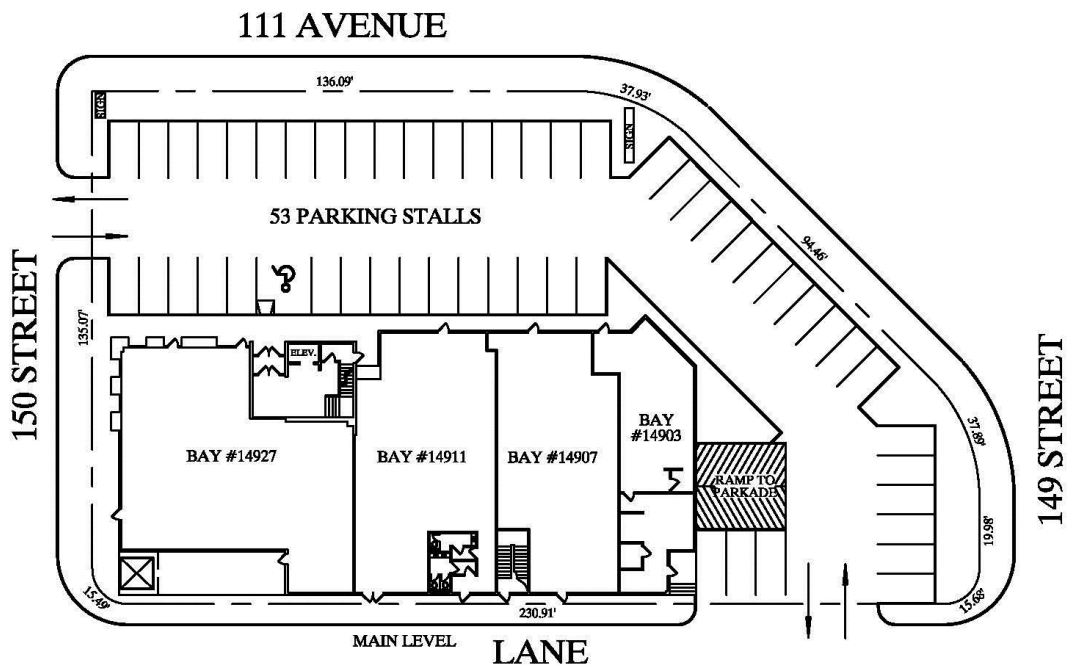 111 AVENUE
136.09'
SIGN
37.93'
SIGN
53 PARKING STALLS
94.46'
150 STREET
135.07'
ELEV.
149 STREET
37.89'
BAY
#14903
BAY #14927
BAY #14911
BAY #14907
RAMP TO
PARKADE
19.98'
15.49'
230.91'
15.68'
MAIN LEVEL
LANE